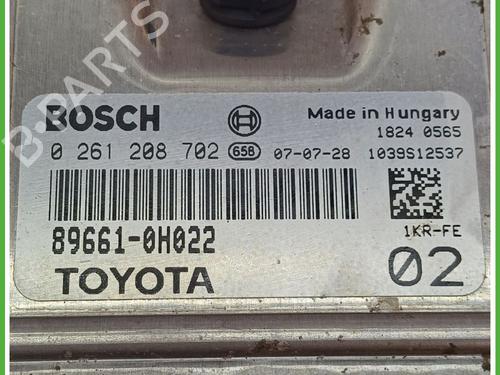 B-PARTS
BOSCH
Made in Hungary
1824 0565
0 261 208 702 65B 07-07-28 1039S12537
89661-0H022
1KR-FE
TOYOTA
02